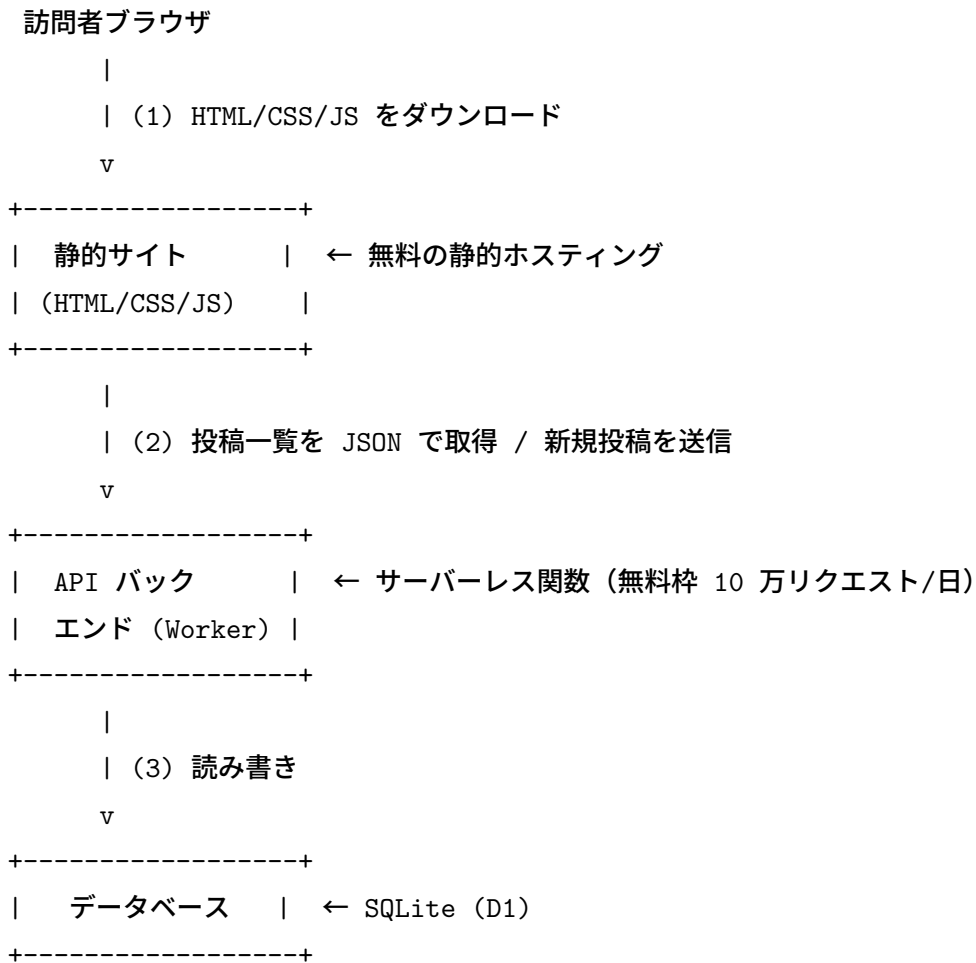 訪問者ブラウザ
|
| (1) HTML/CSS/JS をダウンロード
v
+------------------+
| 静的サイト | ← 無料の静的ホスティング
| (HTML/CSS/JS) |
+------------------+
|
| (2) 投稿一覧を JSON で取得 / 新規投稿を送信
v
+------------------+
| API バック | ← サーバーレス関数（無料枠 10 万リクエスト/日）
| エンド (Worker) |
+------------------+
|
| (3) 読み書き
v
+------------------+
| データベース | ← SQLite (D1)
+------------------+